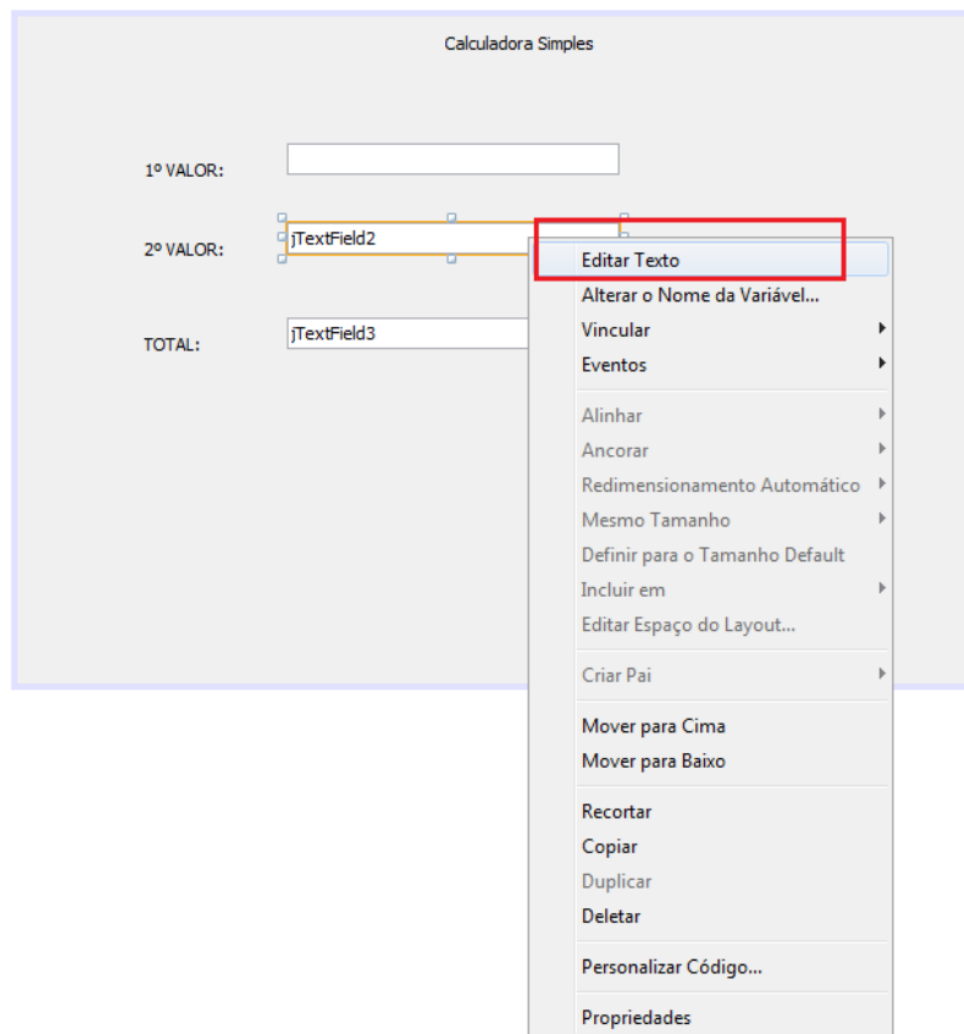 Calculadora Simples
1º VALOR:
2º VALOR:
jTextField2
TOTAL:
jTextField3
Editar Texto
Alterar o Nome da Variável...
Vincular
Eventos
Alinhar
Ancorar
Redimensionamento Automático
Mesmo Tamanho
Definir para o Tamanho Default
Incluir em
Editar Espaço do Layout...
Criar Pai
Mover para Cima
Mover para Baixo
Recortar
Copiar
Duplicar
Deletar
Personalizar Código...
Propriedades